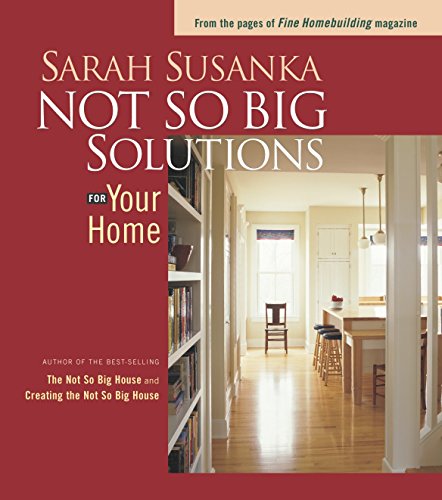 From the pages of Fine Homebuilding magazine
SARAH SUSANKA
NOT SO BIG
SOLUTIONS
FOR Your
Home
AUTHOR OF THE BEST-SELLING
The Not So Big House and
Creating the Not So Big House